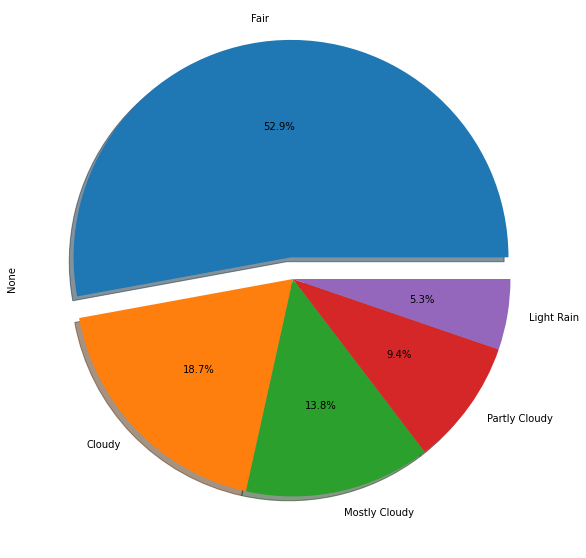 Fair
52.9%
None
5.3%
Light Rain
9.4%
18.7%
13.8%
Partly Cloudy
Cloudy
Mostly Cloudy